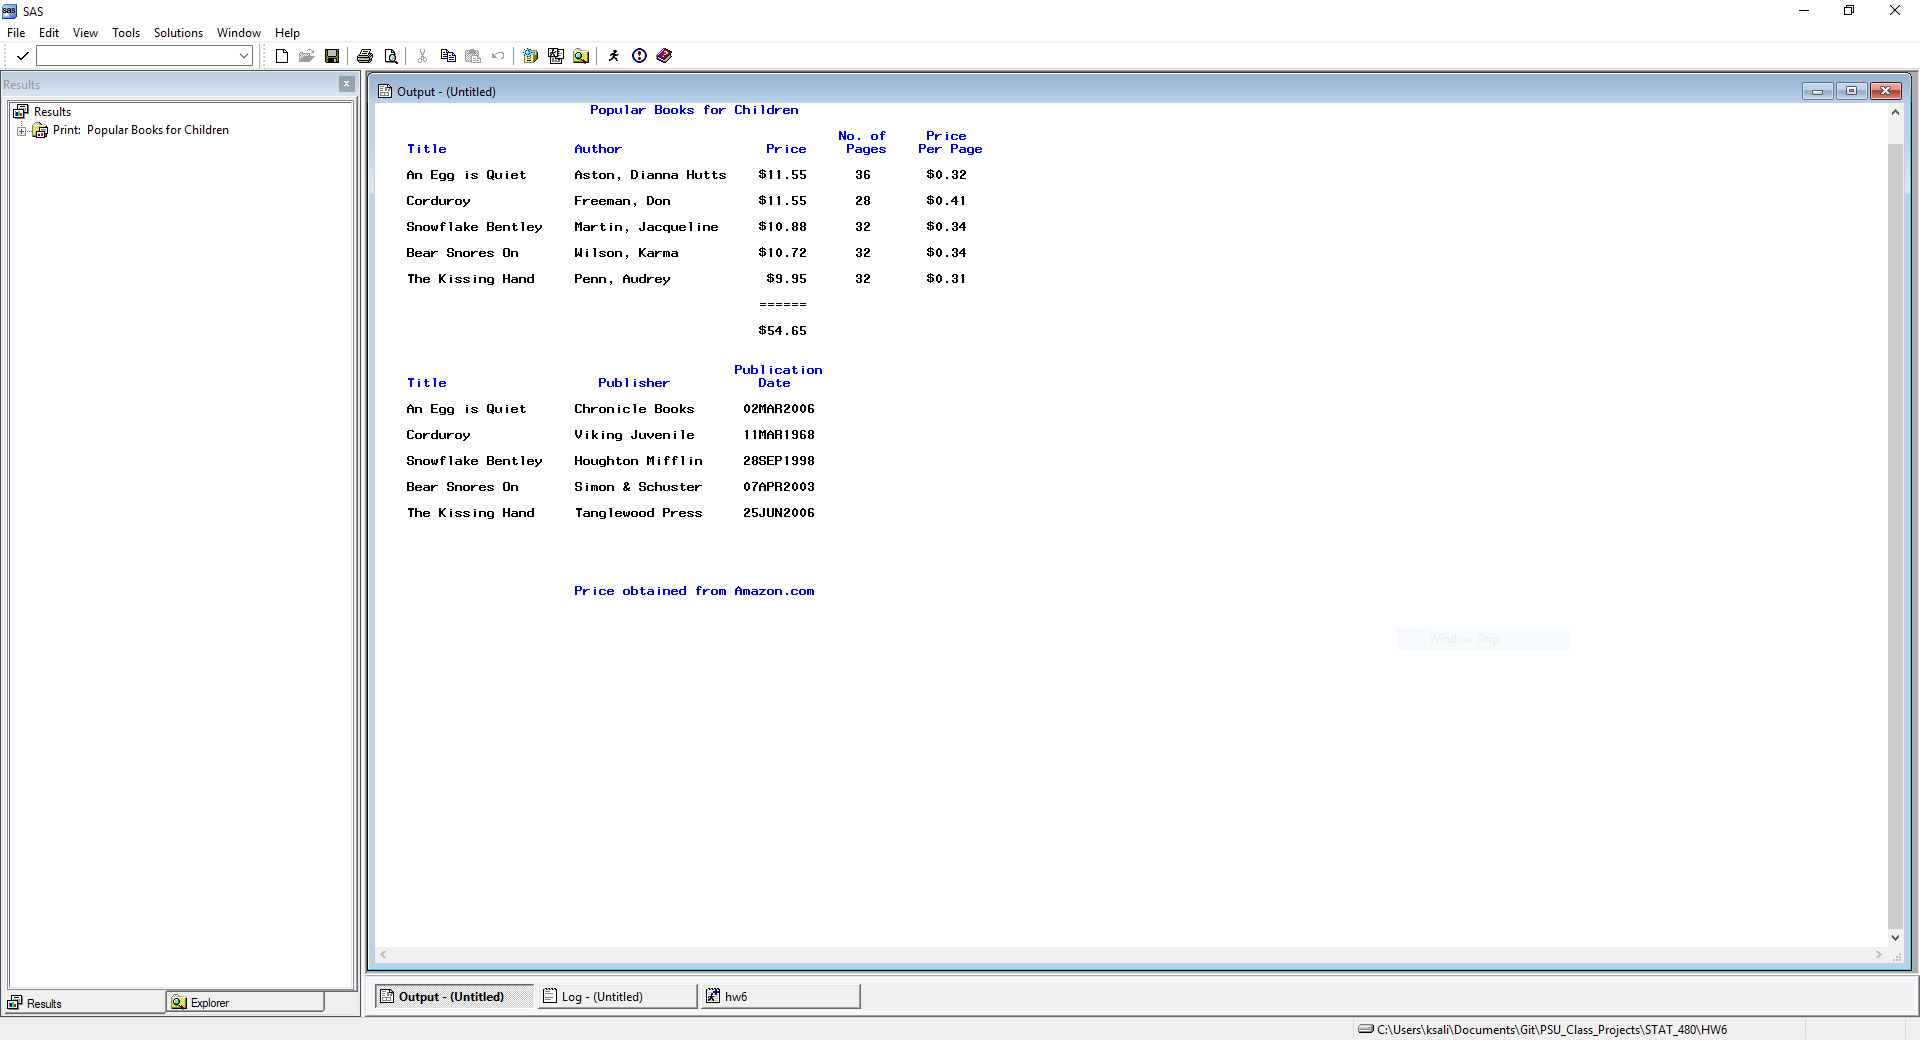 SAS
File Edit View Tools Solutions Window Help
Results
Results
Print: Popular Books for Children
Output - (Untitled)
Popular Books for Children
No. of Price
Title Author Price Pages Per Page
An Egg is Quiet Aston, Dianna Hutts $11.55 36 $0.32
Corduroy Freeman, Don $11.55 28 $0.41
Snowflake Bentley Martin, Jacqueline $10.88 32 $0.34
Bear Snores On Wilson, Karma $10.72 32 $0.34
The Kissing Hand Penn, Audrey $9.95 32 $0.31
======
$54.65
Publication
Title Publisher Date
An Egg is Quiet Chronicle Books 02MAR2006
Corduroy Viking Juvenile 11MAR1968
Snowflake Bentley Houghton Mifflin 28SEP1998
Bear Snores On Simon & Schuster 07APR2003
The Kissing Hand Tanglewood Press 25JUN2006
Price obtained from Amazon.com
Window Snip
Results Explorer
Output - (Untitled) Log - (Untitled) hw6
C:\Users\ksali\Documents\Git\PSU_Class_Projects\STAT_480\HW6